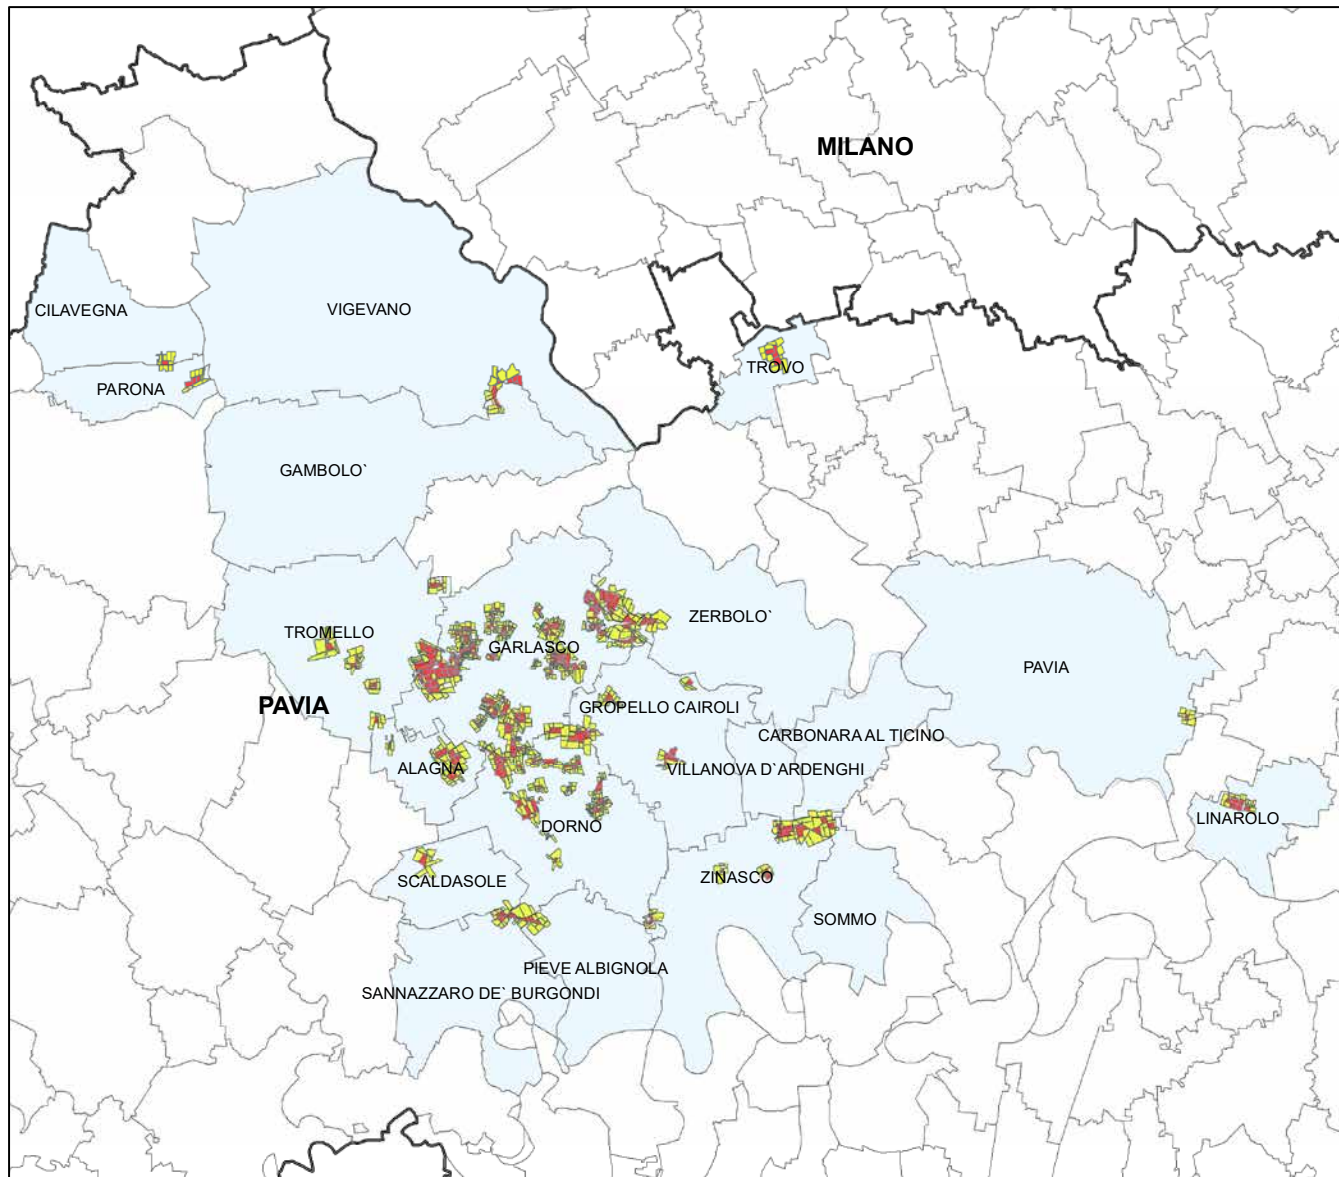 MILANO
CILAVEGNA
VIGEVANO
TROVO
PARONA
GAMBOLO`
TROMELLO
GARLASCO
ZERBOLO`
PAVIA
PAVIA
GROPELLO CAIROLI
CARBONARA AL TICINO
ALAGNA
VILLANOVA D`ARDENGHI
LINAROLO
DORNO
SCALDASOLE
ZINASCO
SOMMO
PIEVE ALBIGNOLA
SANNAZZARO DE` BURGONDI